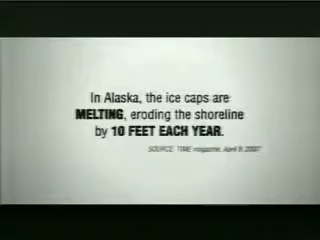 In Alaska, the ice caps are
MELTING, eroding the shoreline
by 10 FEET EACH YEAR.
SOURCE: TIME magazine, April 9, 2007